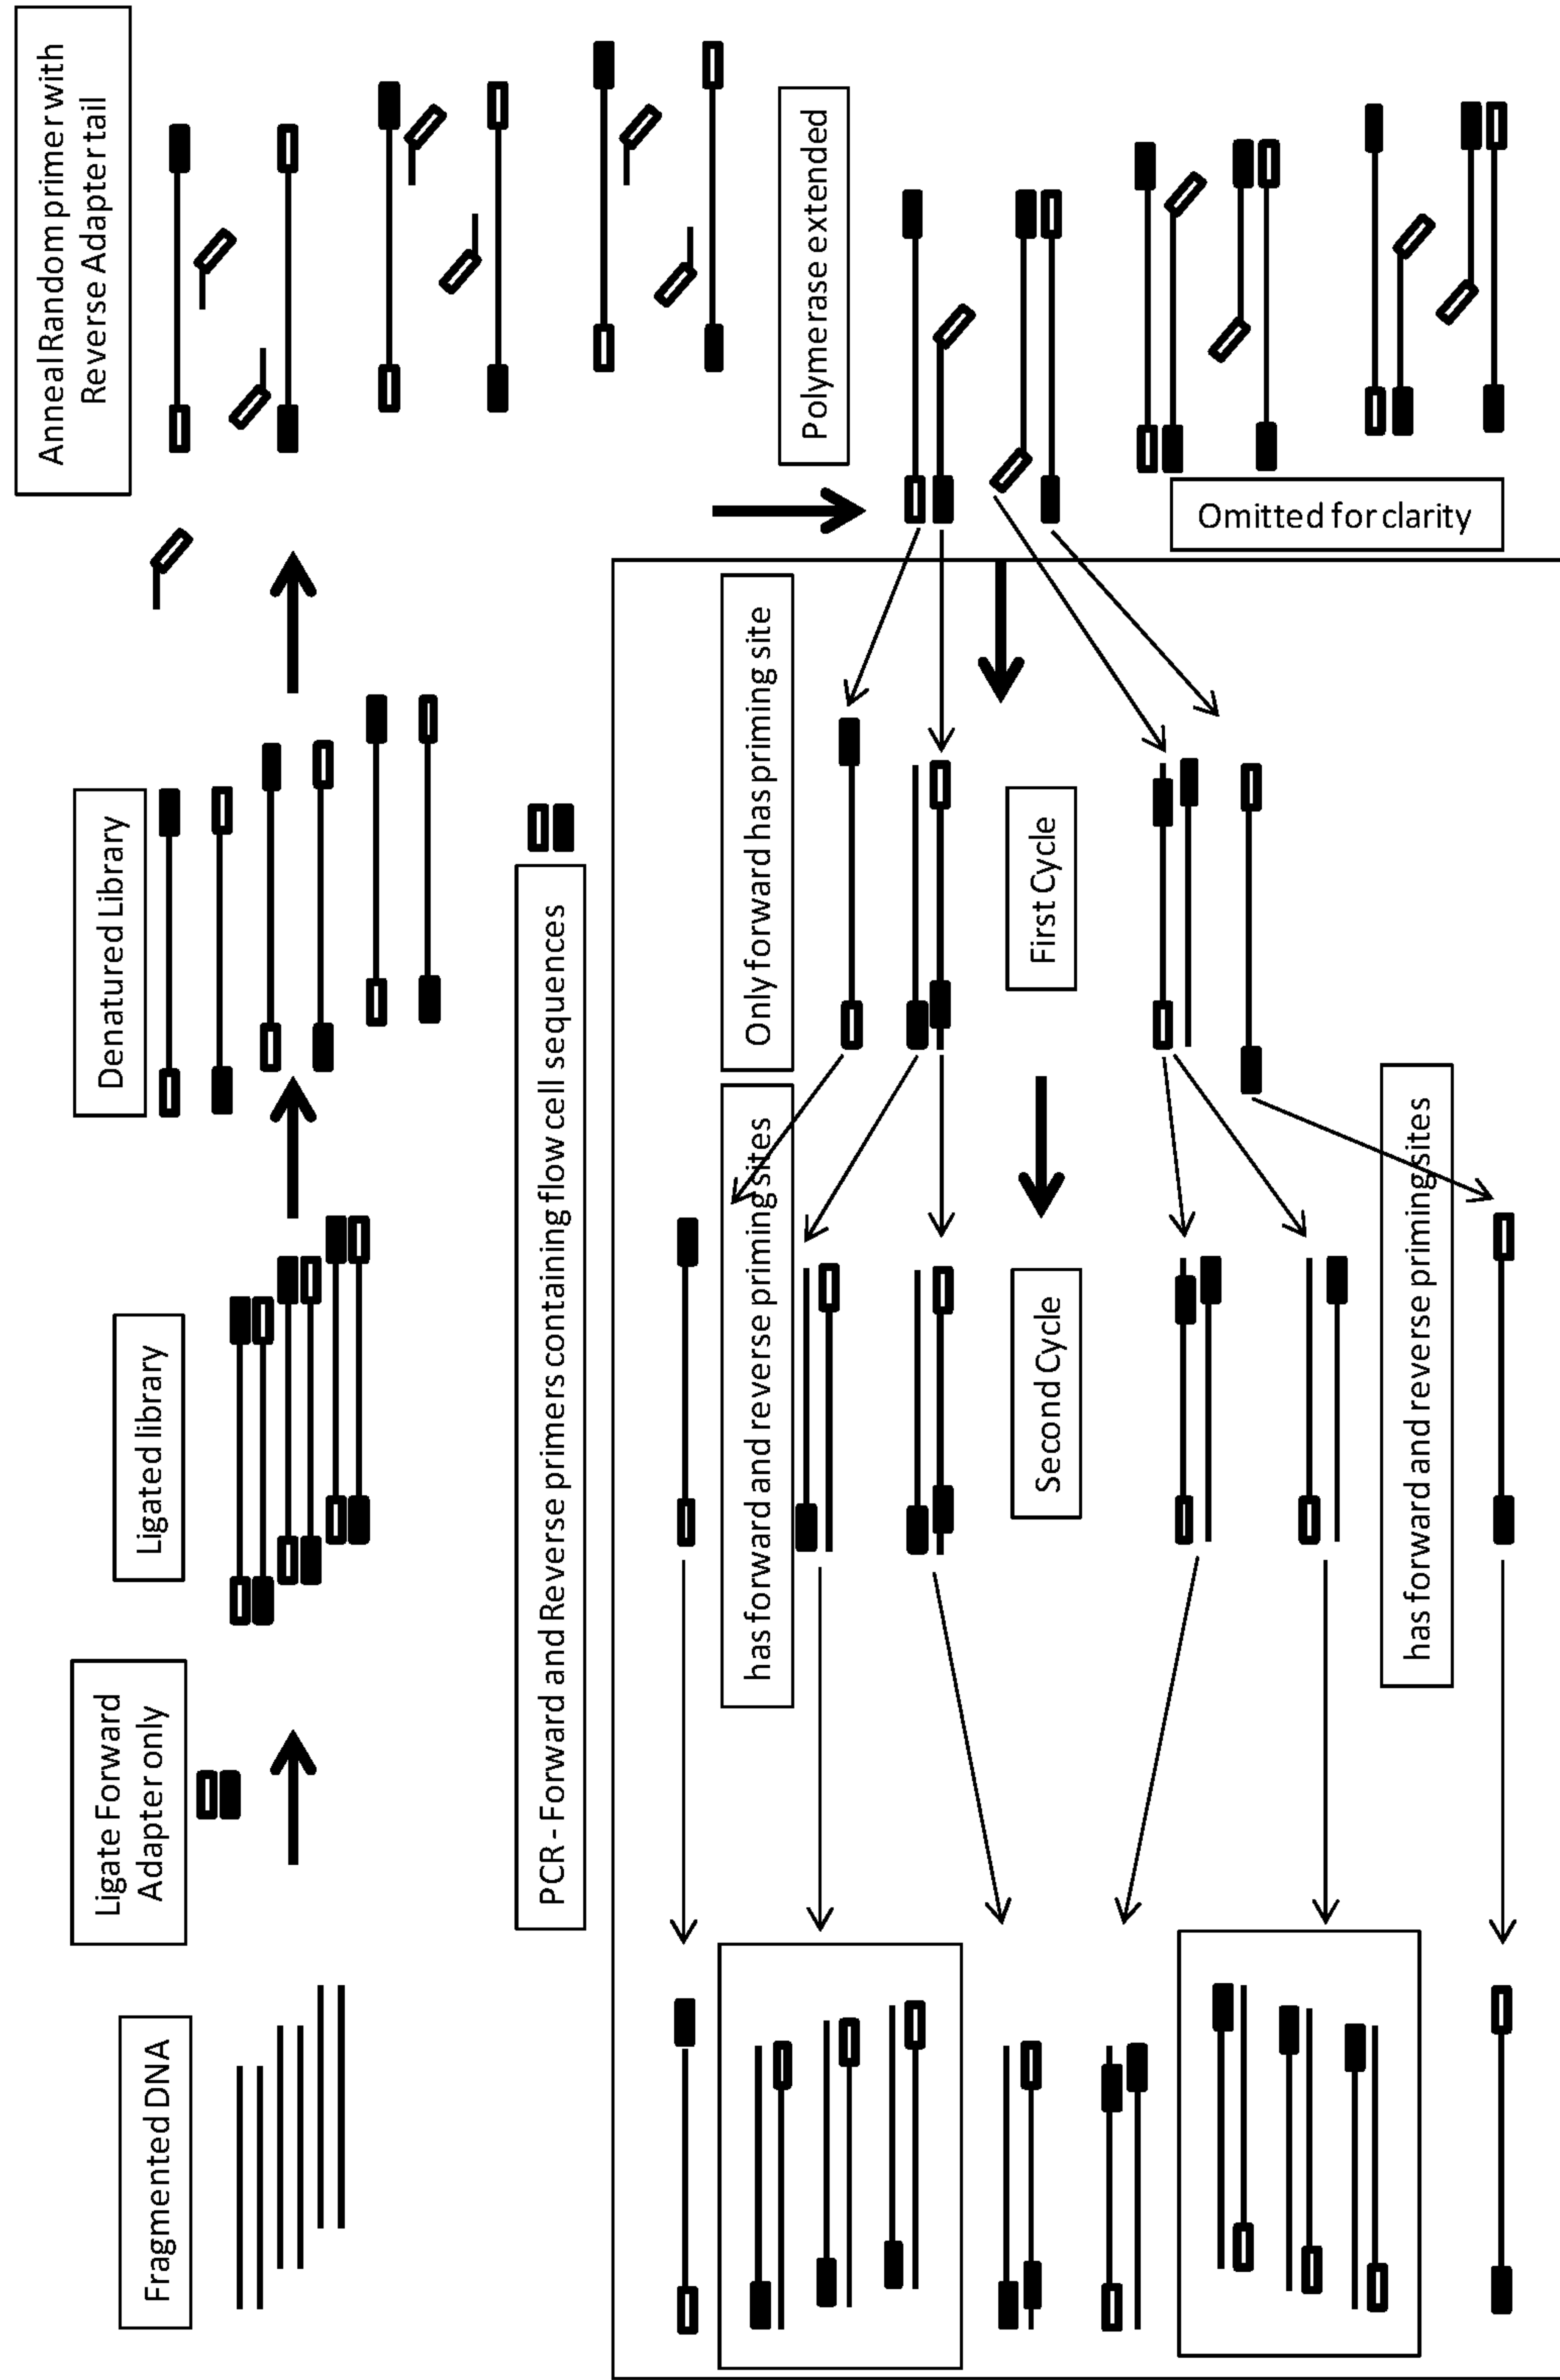 Fragmented DNA
Ligate Forward
Adapter only
Ligated library
Denatured Library
Anneal Random primer with
Reverse Adapter tail
PCR - Forward and Reverse primers containing flow cell sequences
Polymerase extended
Only forward has priming site
has forward and reverse priming sites
First Cycle
Second Cycle
Omitted for clarity
has forward and reverse priming sites